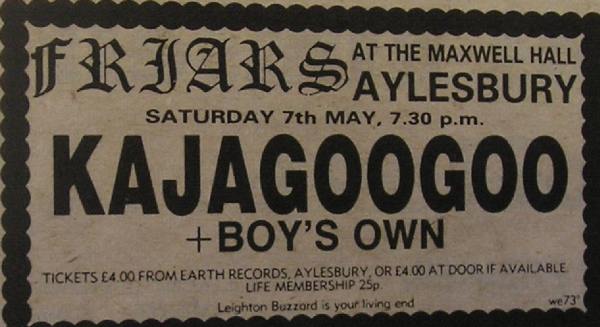 FRIARS AT THE MAXWELL HALL
AYLESBURY
SATURDAY 7th MAY, 7.30 p.m.
KAJAGOOGOO
+ BOY'S OWN
TICKETS £4.00 FROM EARTH RECORDS, AYLESBURY, OR £4.00 AT DOOR IF AVAILABLE.
LIFE MEMBERSHIP 25p.
Leighton Buzzard is your living end
we73°